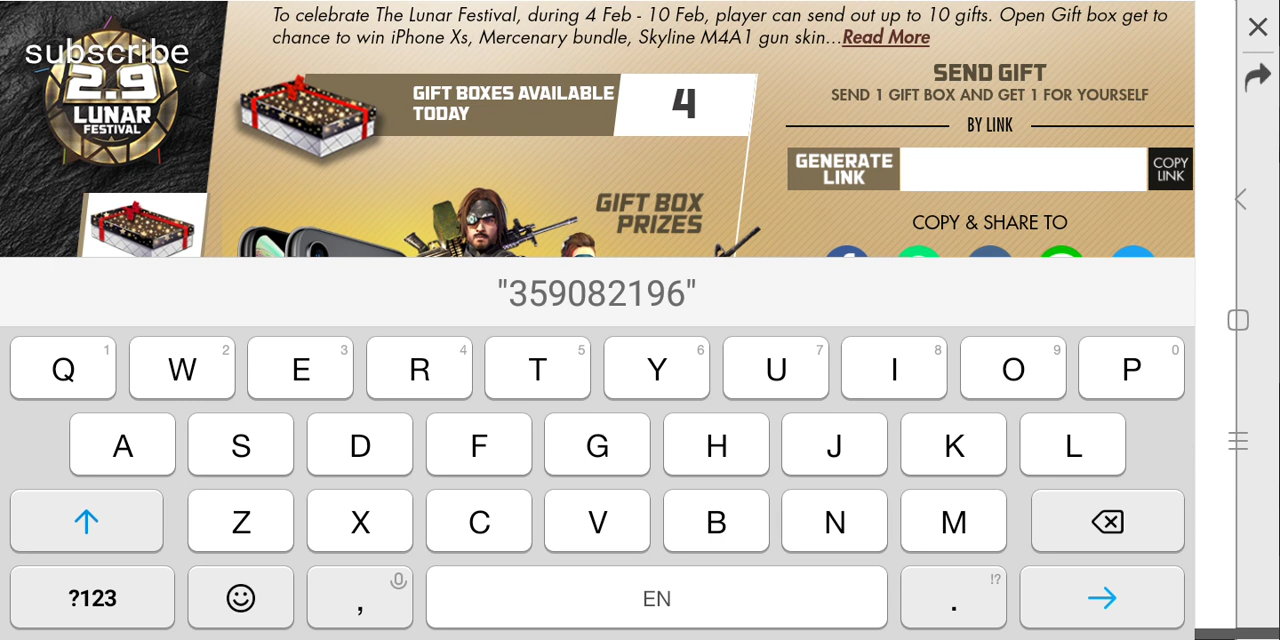 To celebrate The Lunar Festival, during 4 Feb - 10 Feb, player can send out up to 10 gifts. Open Gift box get to
chance to win iPhone Xs, Mercenary bundle, Skyline M4A1 gun skin...Read More
subscribe
2.9
LUNAR
FESTIVAL
GIFT BOXES AVAILABLE
TODAY
4
SEND GIFT
SEND 1 GIFT BOX AND GET 1 FOR YOURSELF
BY LINK
GENERATE
LINK
COPY
LINK
GIFT BOX
PRIZES
COPY & SHARE TO
"359082196"
Q 1 W 2 E 3 R 4 T 5 Y 6 U 7 I 8 O 9 P 0
A S D F G H J K L
Z X C V B N M
?123 , EN . !?